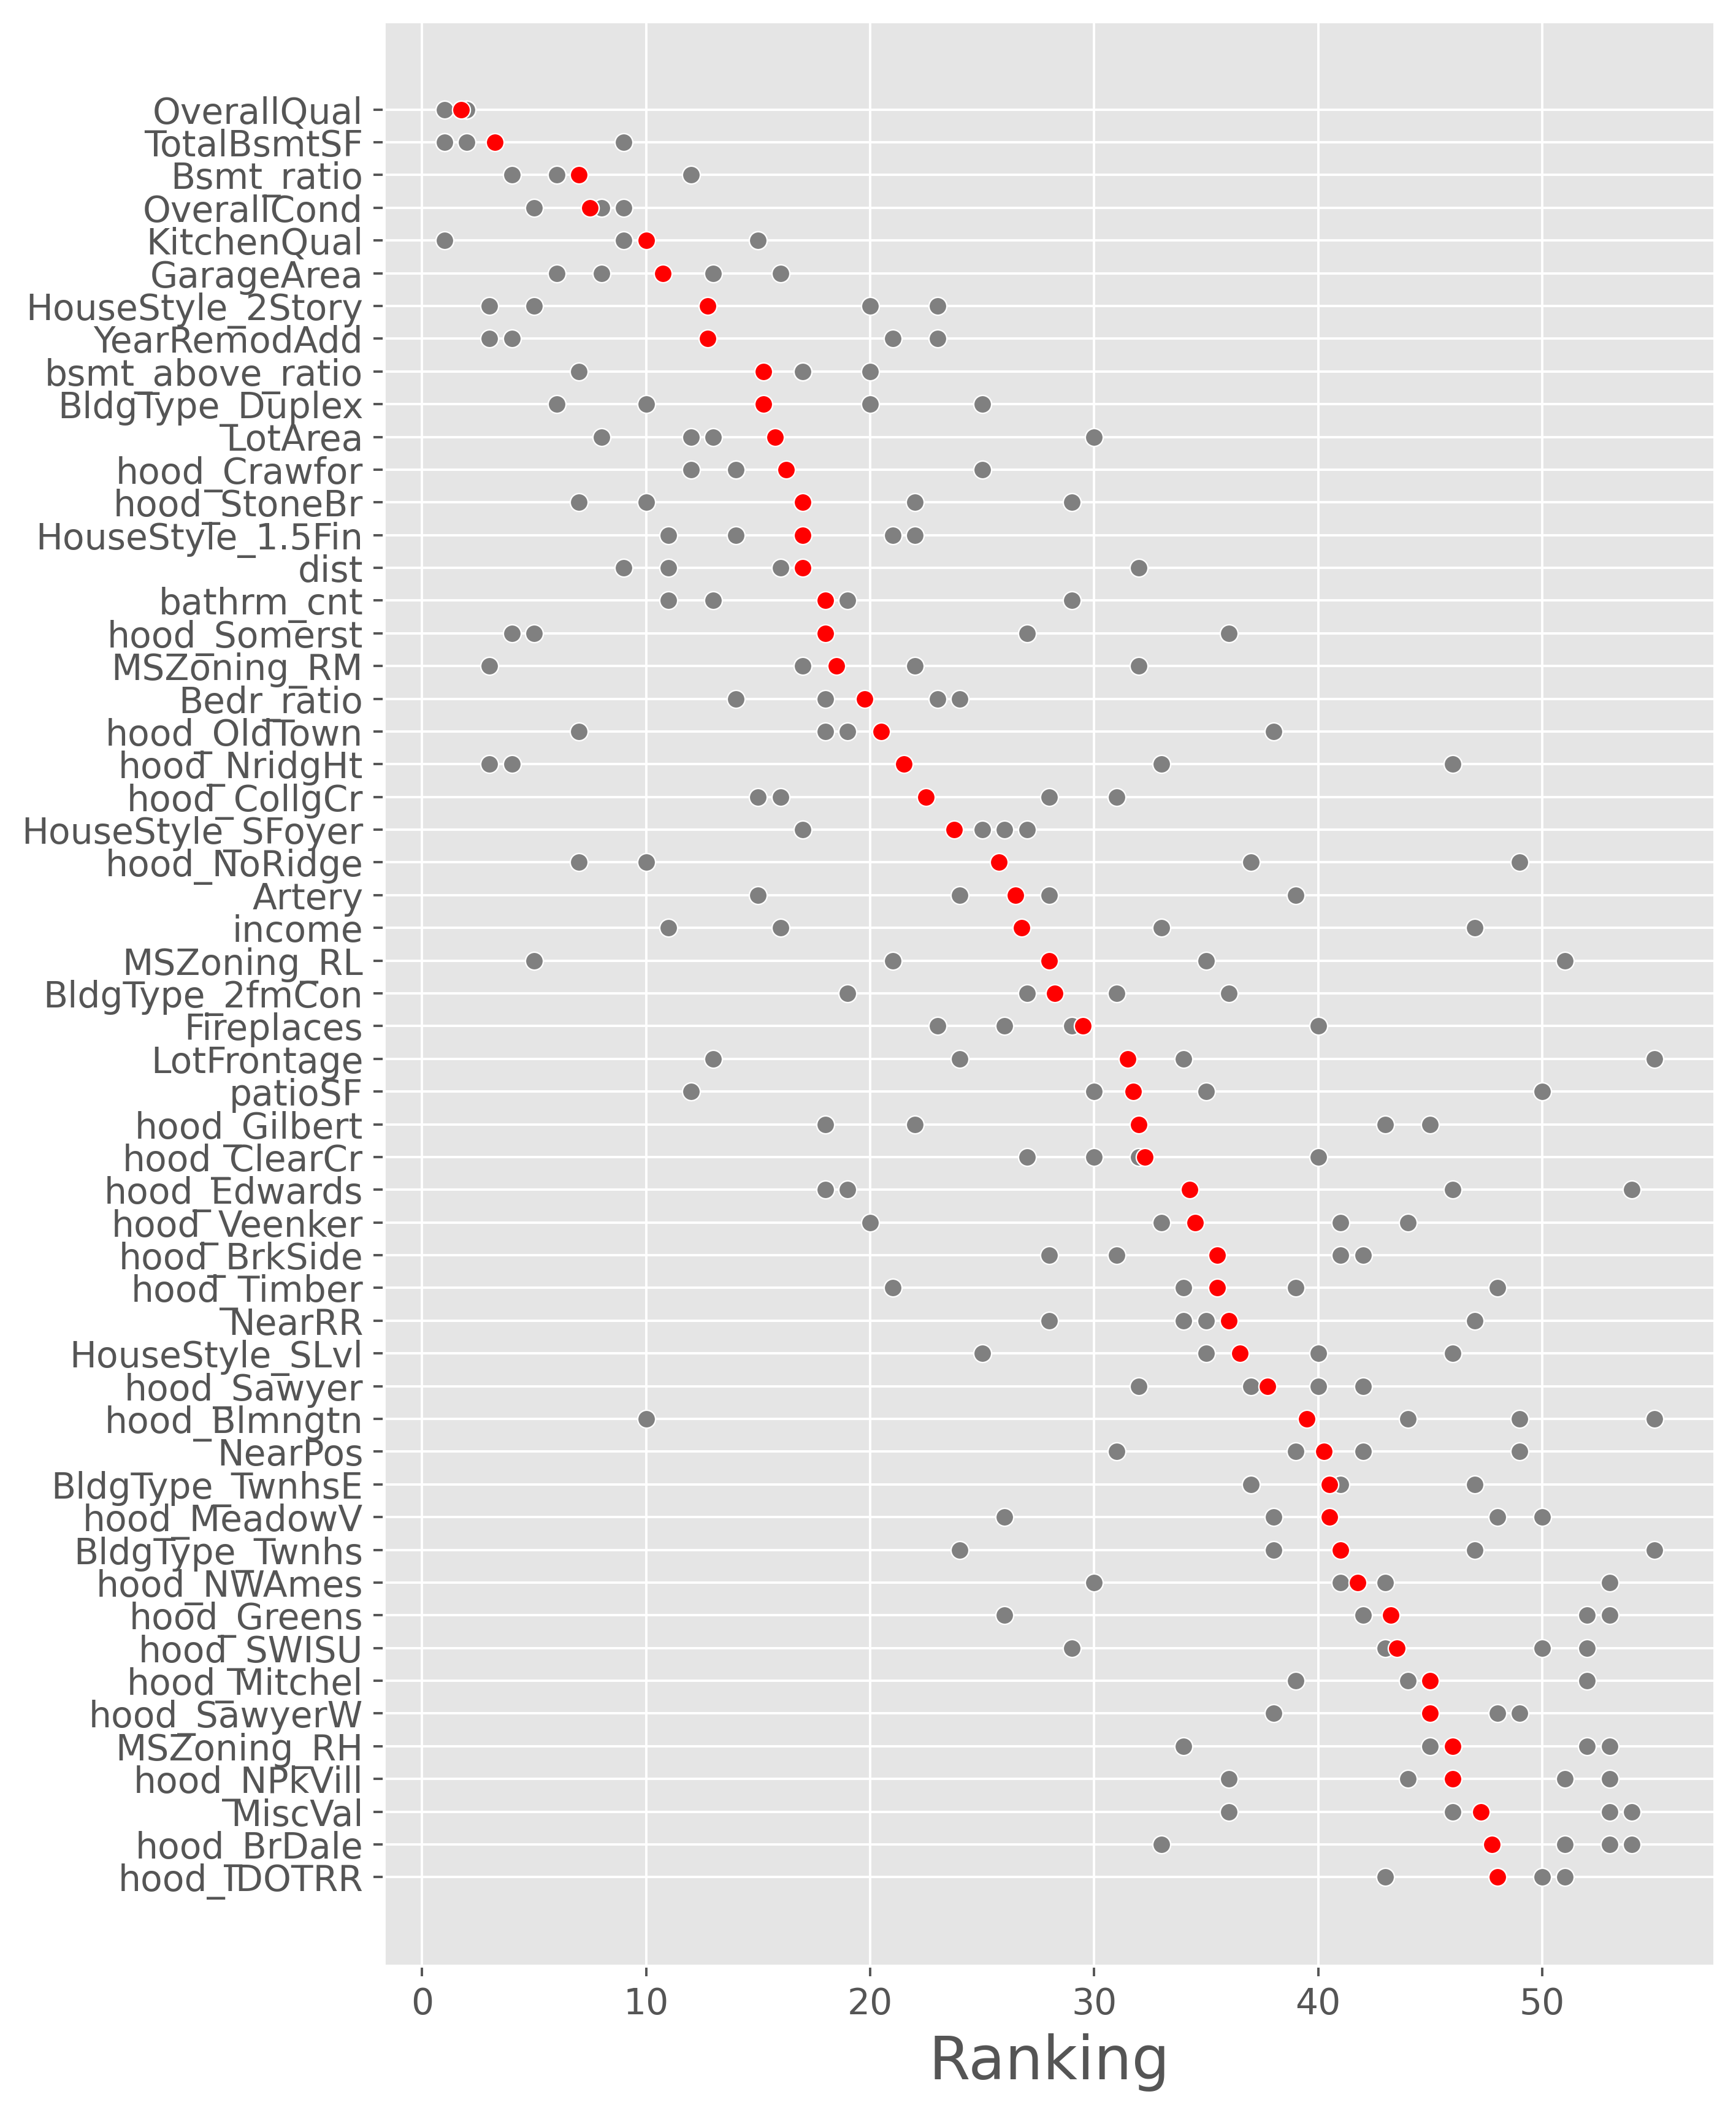 OverallQual
TotalBsmtSF
Bsmt_ratio
OverallCond
KitchenQual
GarageArea
HouseStyle_2Story
YearRemodAdd
bsmt_above_ratio
BldgType_Duplex
LotArea
hood_Crawfor
hood_StoneBr
HouseStyle_1.5Fin
dist
bathrm_cnt
hood_Somerst
MSZoning_RM
Bedr_ratio
hood_OldTown
hood_NridgHt
hood_CollgCr
HouseStyle_SFoyer
hood_NoRidge
Artery
income
MSZoning_RL
BldgType_2fmCon
Fireplaces
LotFrontage
patioSF
hood_Gilbert
hood_ClearCr
hood_Edwards
hood_Veenker
hood_BrkSide
hood_Timber
NearRR
HouseStyle_SLvl
hood_Sawyer
hood_Blmngtn
NearPos
BldgType_TwnhsE
hood_MeadowV
BldgType_Twnhs
hood_NWAmes
hood_Greens
hood_SWISU
hood_Mitchel
hood_SawyerW
MSZoning_RH
hood_NPkVill
MiscVal
hood_BrDale
hood_IDOTRR
0 10 20 30 40 50
Ranking